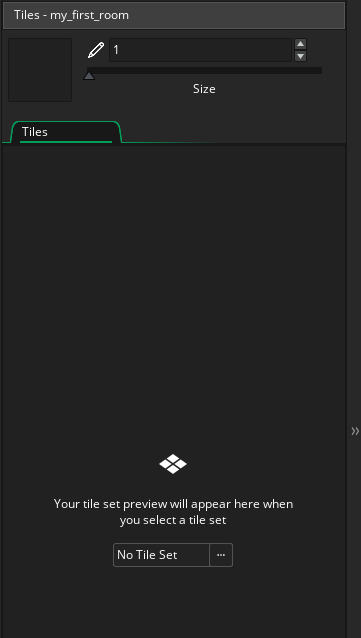 Tiles - my_first_room
1
Size
Tiles
Your tile set preview will appear here when
you select a tile set
No Tile Set ...